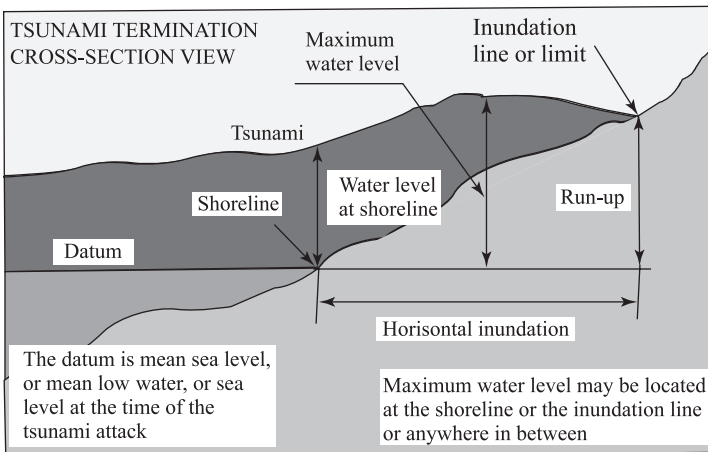 TSUNAMI TERMINATION
CROSS-SECTION VIEW
Maximum
water level
Inundation
line or limit
Tsunami
Shoreline
Water level
at shoreline
Run-up
Datum
Horisontal inundation
The datum is mean sea level,
or mean low water, or sea
level at the time of the
tsunami attack
Maximum water level may be located
at the shoreline or the inundation line
or anywhere in between